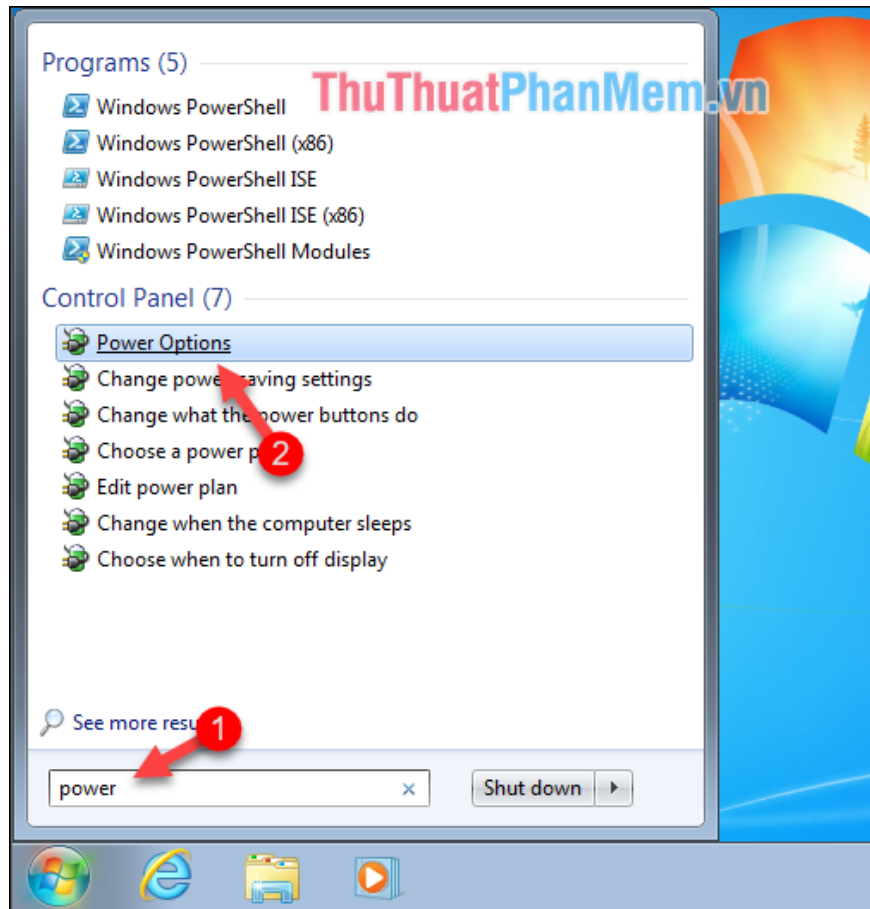 Programs (5)
ThuThuatPhanMem.vn
Windows PowerShell
Windows PowerShell (x86)
Windows PowerShell ISE
Windows PowerShell ISE (x86)
Windows PowerShell Modules
Control Panel (7)
Power Options
Change power saving settings
Change what the power buttons do
Choose a power
2
Edit power plan
Change when the computer sleeps
Choose when to turn off display
See more
1
power
Shut down